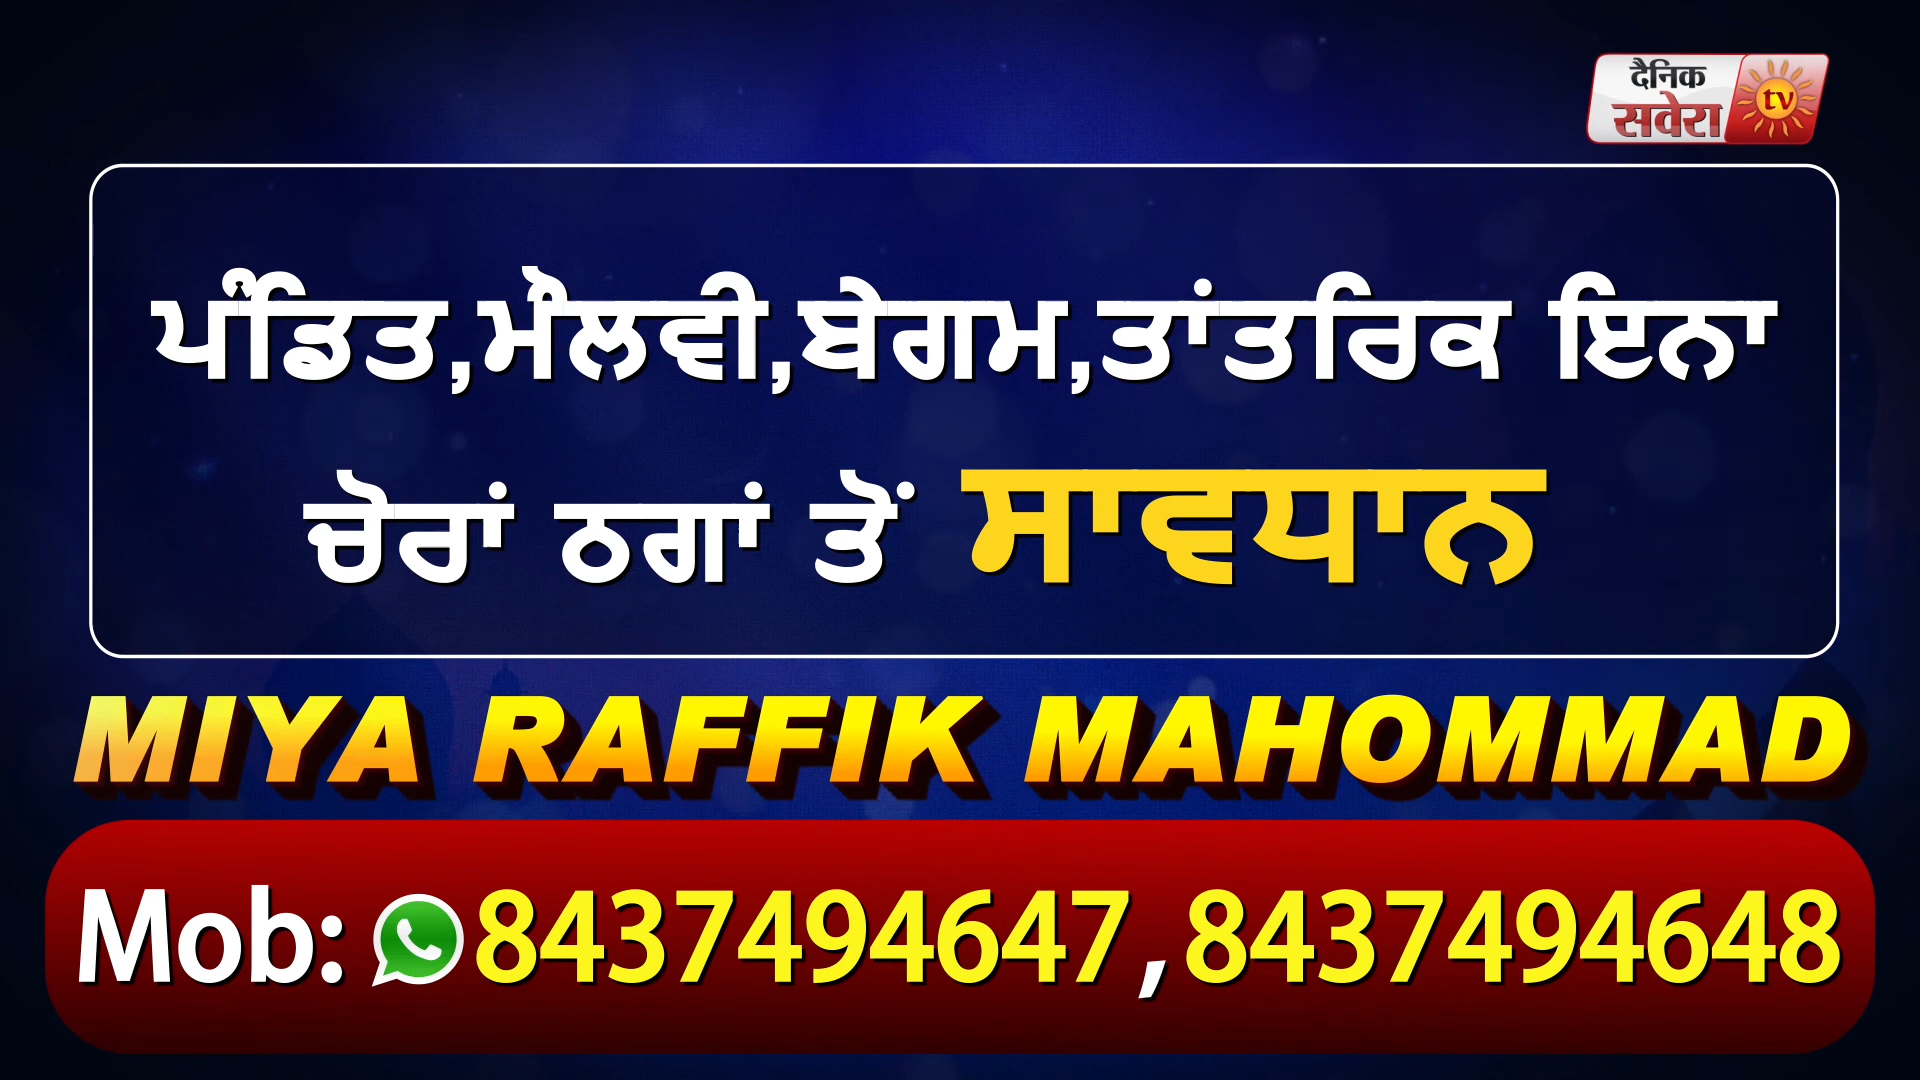 दैनिक
सवेरा tv
ਪੰਡਿਤ,ਮੌਲਵੀ,ਬੇਗਮ,ਤਾਂਤਰਿਕ ਇਨਾ
ਚੋਰਾਂ ਠਗਾਂ ਤੋਂ ਸਾਵਧਾਨ
MIYA RAFFIK MAHOMMAD
Mob: 8437494647, 8437494648